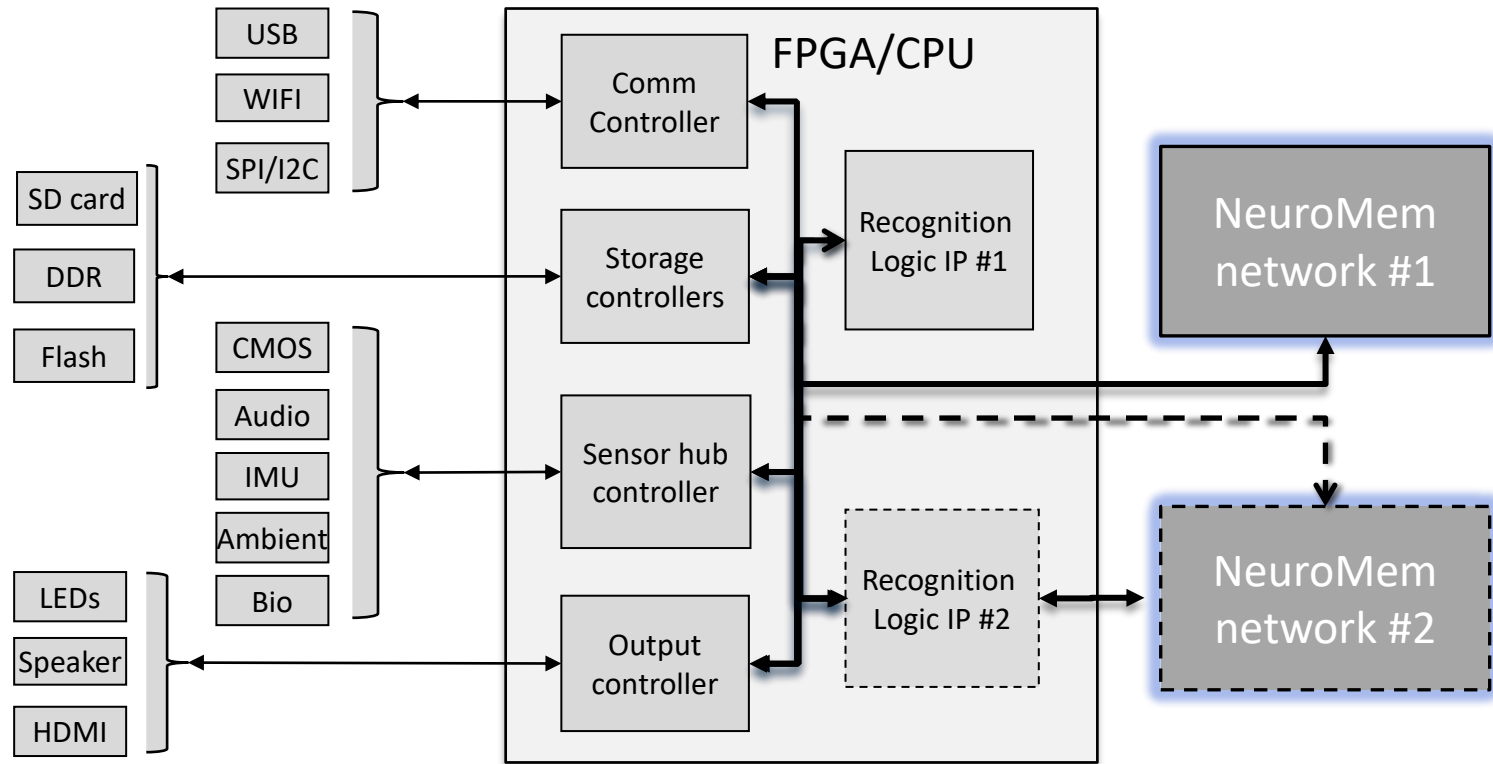 USB
WIFI
SPI/I2C
SD card
DDR
Flash
CMOS
Audio
IMU
Ambient
Bio
LEDs
Speaker
HDMI
FPGA/CPU
Comm
Controller
Storage
controllers
Sensor hub
controller
Output
controller
Recognition
Logic IP #1
Recognition
Logic IP #2
NeuroMem
network #1
NeuroMem
network #2